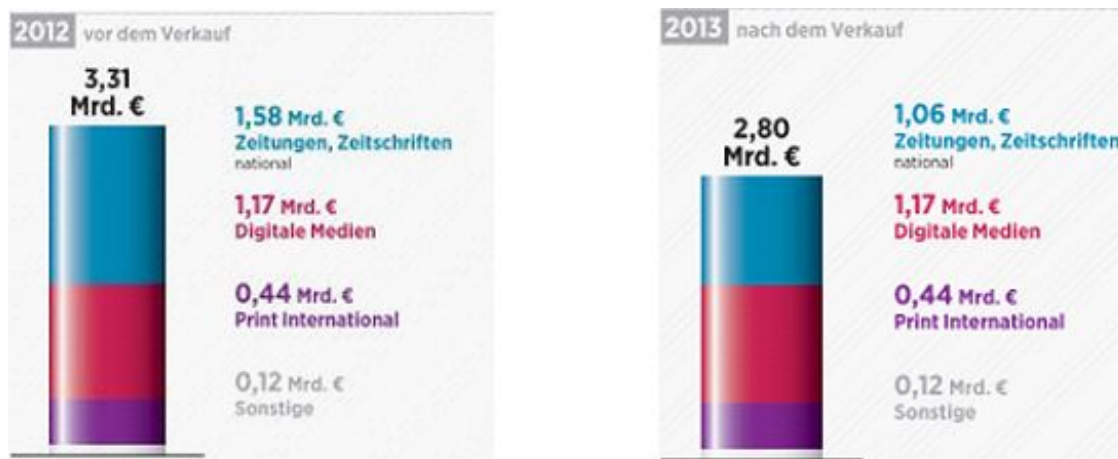 2012 vor dem Verkauf
3,31
Mrd. €
1,58 Mrd. €
Zeitungen, Zeitschriften
national
1,17 Mrd. €
Digitale Medien
0,44 Mrd. €
Print International
0,12 Mrd. €
Sonstige
2013 nach dem Verkauf
2,80
Mrd. €
1,06 Mrd. €
Zeitungen, Zeitschriften
national
1,17 Mrd. €
Digitale Medien
0,44 Mrd. €
Print International
0,12 Mrd. €
Sonstige